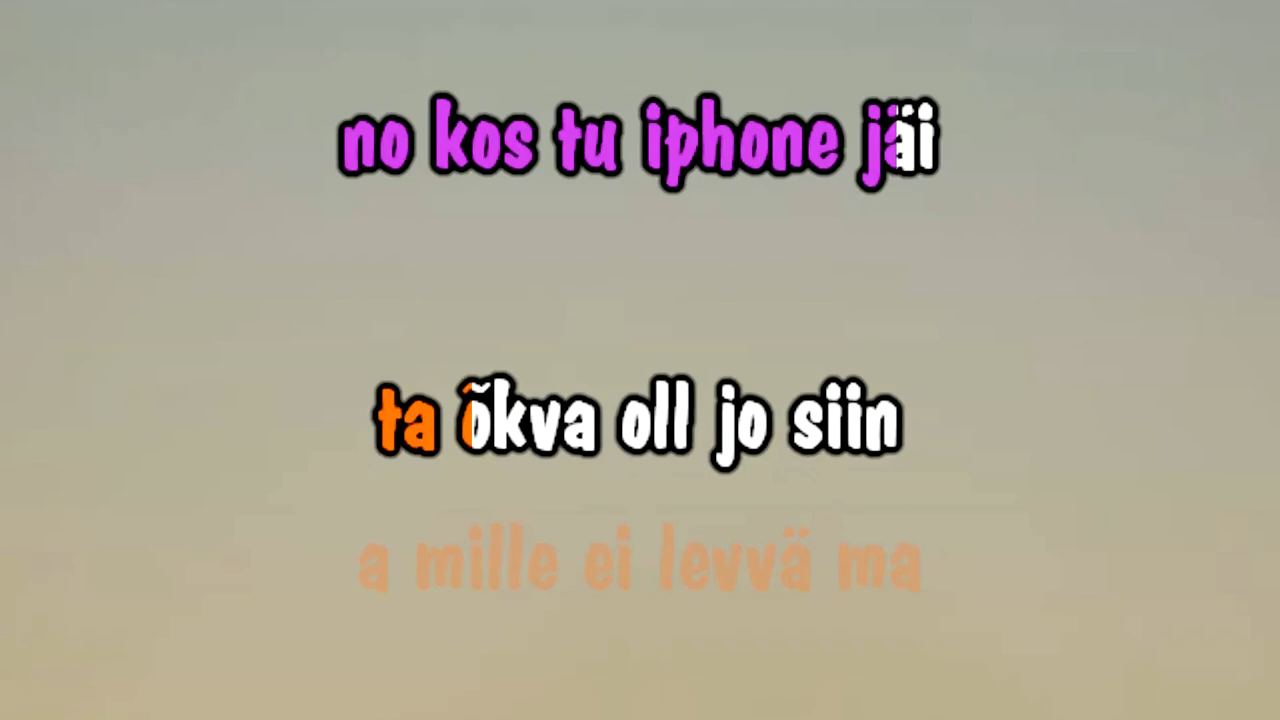 no kos tu iphone jäi
ta õkva oll jo siin
a mille ei levvä ma